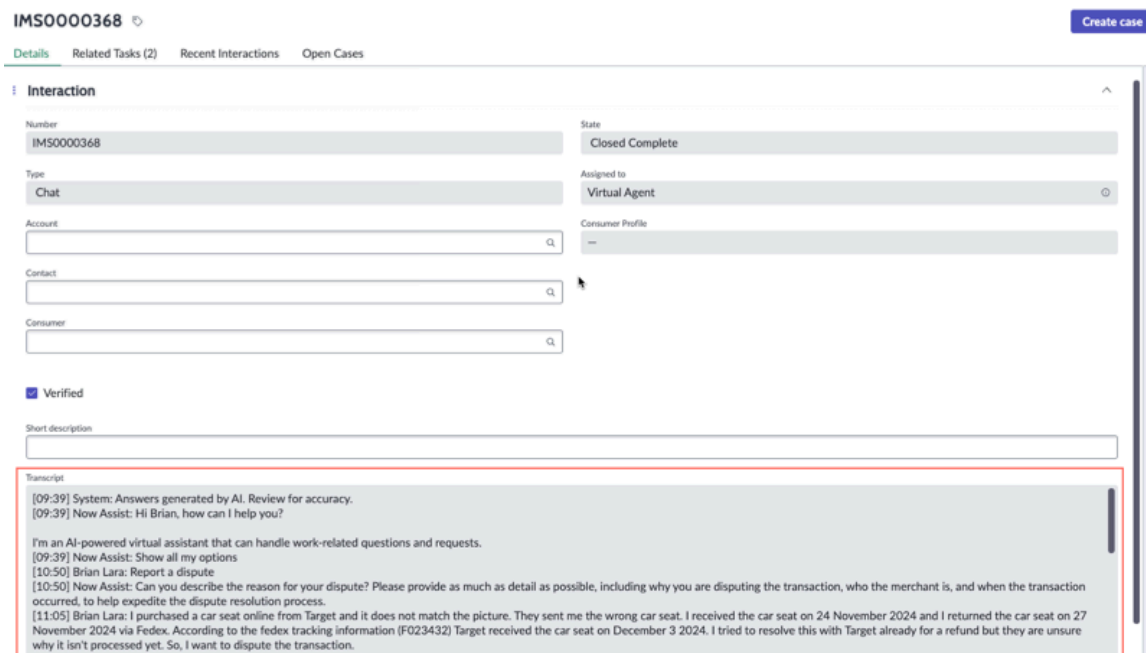 IMS0000368
Create case
Details Related Tasks (2) Recent Interactions Open Cases
Interaction
Number
IMS0000368
State
Closed Complete
Type
Chat
Assigned to
Virtual Agent
Account
Consumer Profile
—
Contact
Consumer
Verified
Short description
Transcript
[09:39] System: Answers generated by AI. Review for accuracy.
[09:39] Now Assist: Hi Brian, how can I help you?
I'm an AI-powered virtual assistant that can handle work-related questions and requests.
[09:39] Now Assist: Show all my options
[10:50] Brian Lara: Report a dispute
[10:50] Now Assist: Can you describe the reason for your dispute? Please provide as much as detail as possible, including why you are disputing the transaction, who the merchant is, and when the transaction
occurred, to help expedite the dispute resolution process.
[11:05] Brian Lara: I purchased a car seat online from Target and it does not match the picture. They sent me the wrong car seat. I received the car seat on 24 November 2024 and I returned the car seat on 27
November 2024 via Fedex. According to the fedex tracking information (F023432) Target received the car seat on December 3 2024. I tried to resolve this with Target already for a refund but they are unsure
why it isn't processed yet. So, I want to dispute the transaction.